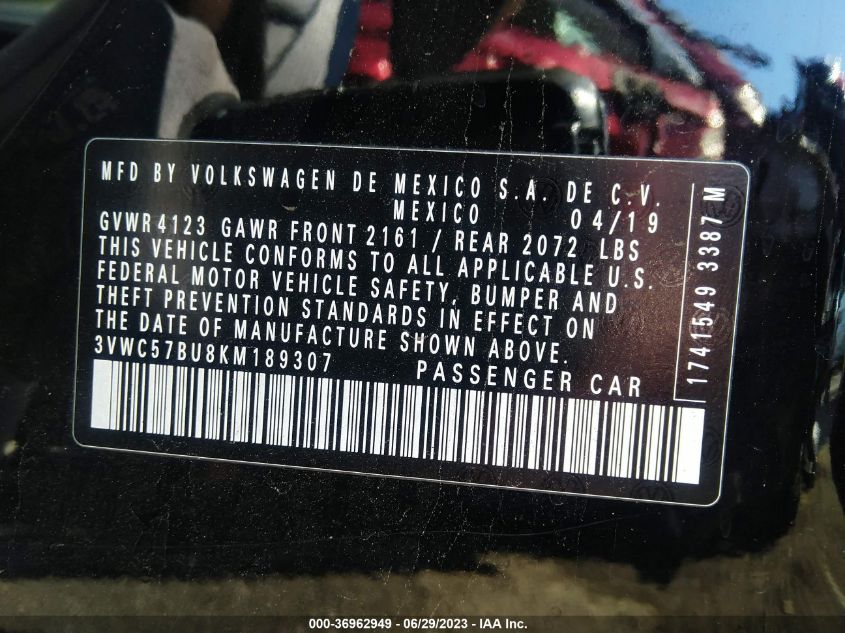 MFD BY VOLKSWAGEN DE MEXICO S.A. DE C.V.
MEXICO 04/19
GVWR 4123 GAWR FRONT 2161 / REAR 2072 LBS
THIS VEHICLE CONFORMS TO ALL APPLICABLE U.S.
FEDERAL MOTOR VEHICLE SAFETY, BUMPER AND
THEFT PREVENTION STANDARDS IN EFFECT ON
THE DATE OF MANUFACTURE SHOWN ABOVE.
3VWC57BU8KM189307 PASSENGER CAR
1741549 3387 M
000-36962949 - 06/29/2023 - IAA Inc.